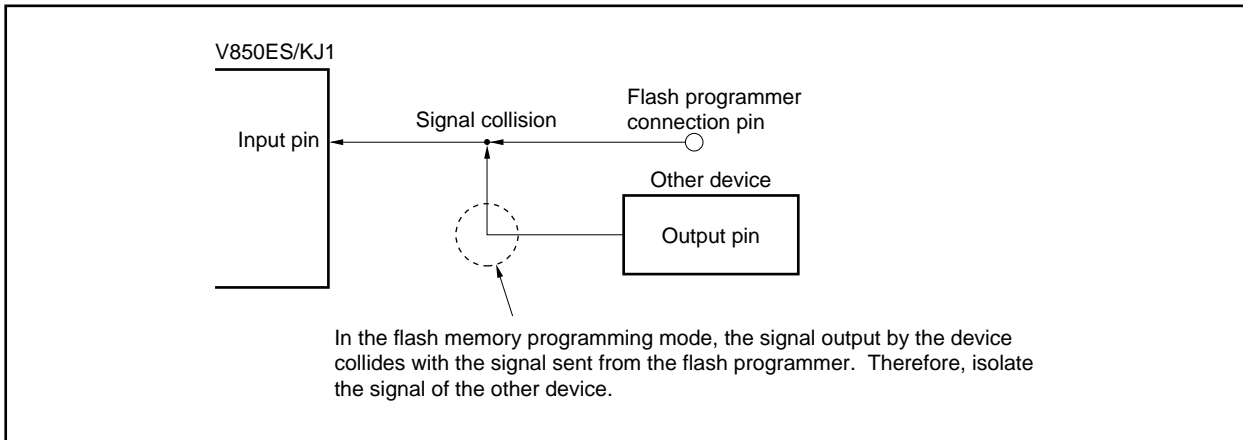 V850ES/KJ1
Flash programmer
connection pin
Signal collision
Input pin
Other device
Output pin
In the flash memory programming mode, the signal output by the device
collides with the signal sent from the flash programmer.  Therefore, isolate
the signal of the other device.